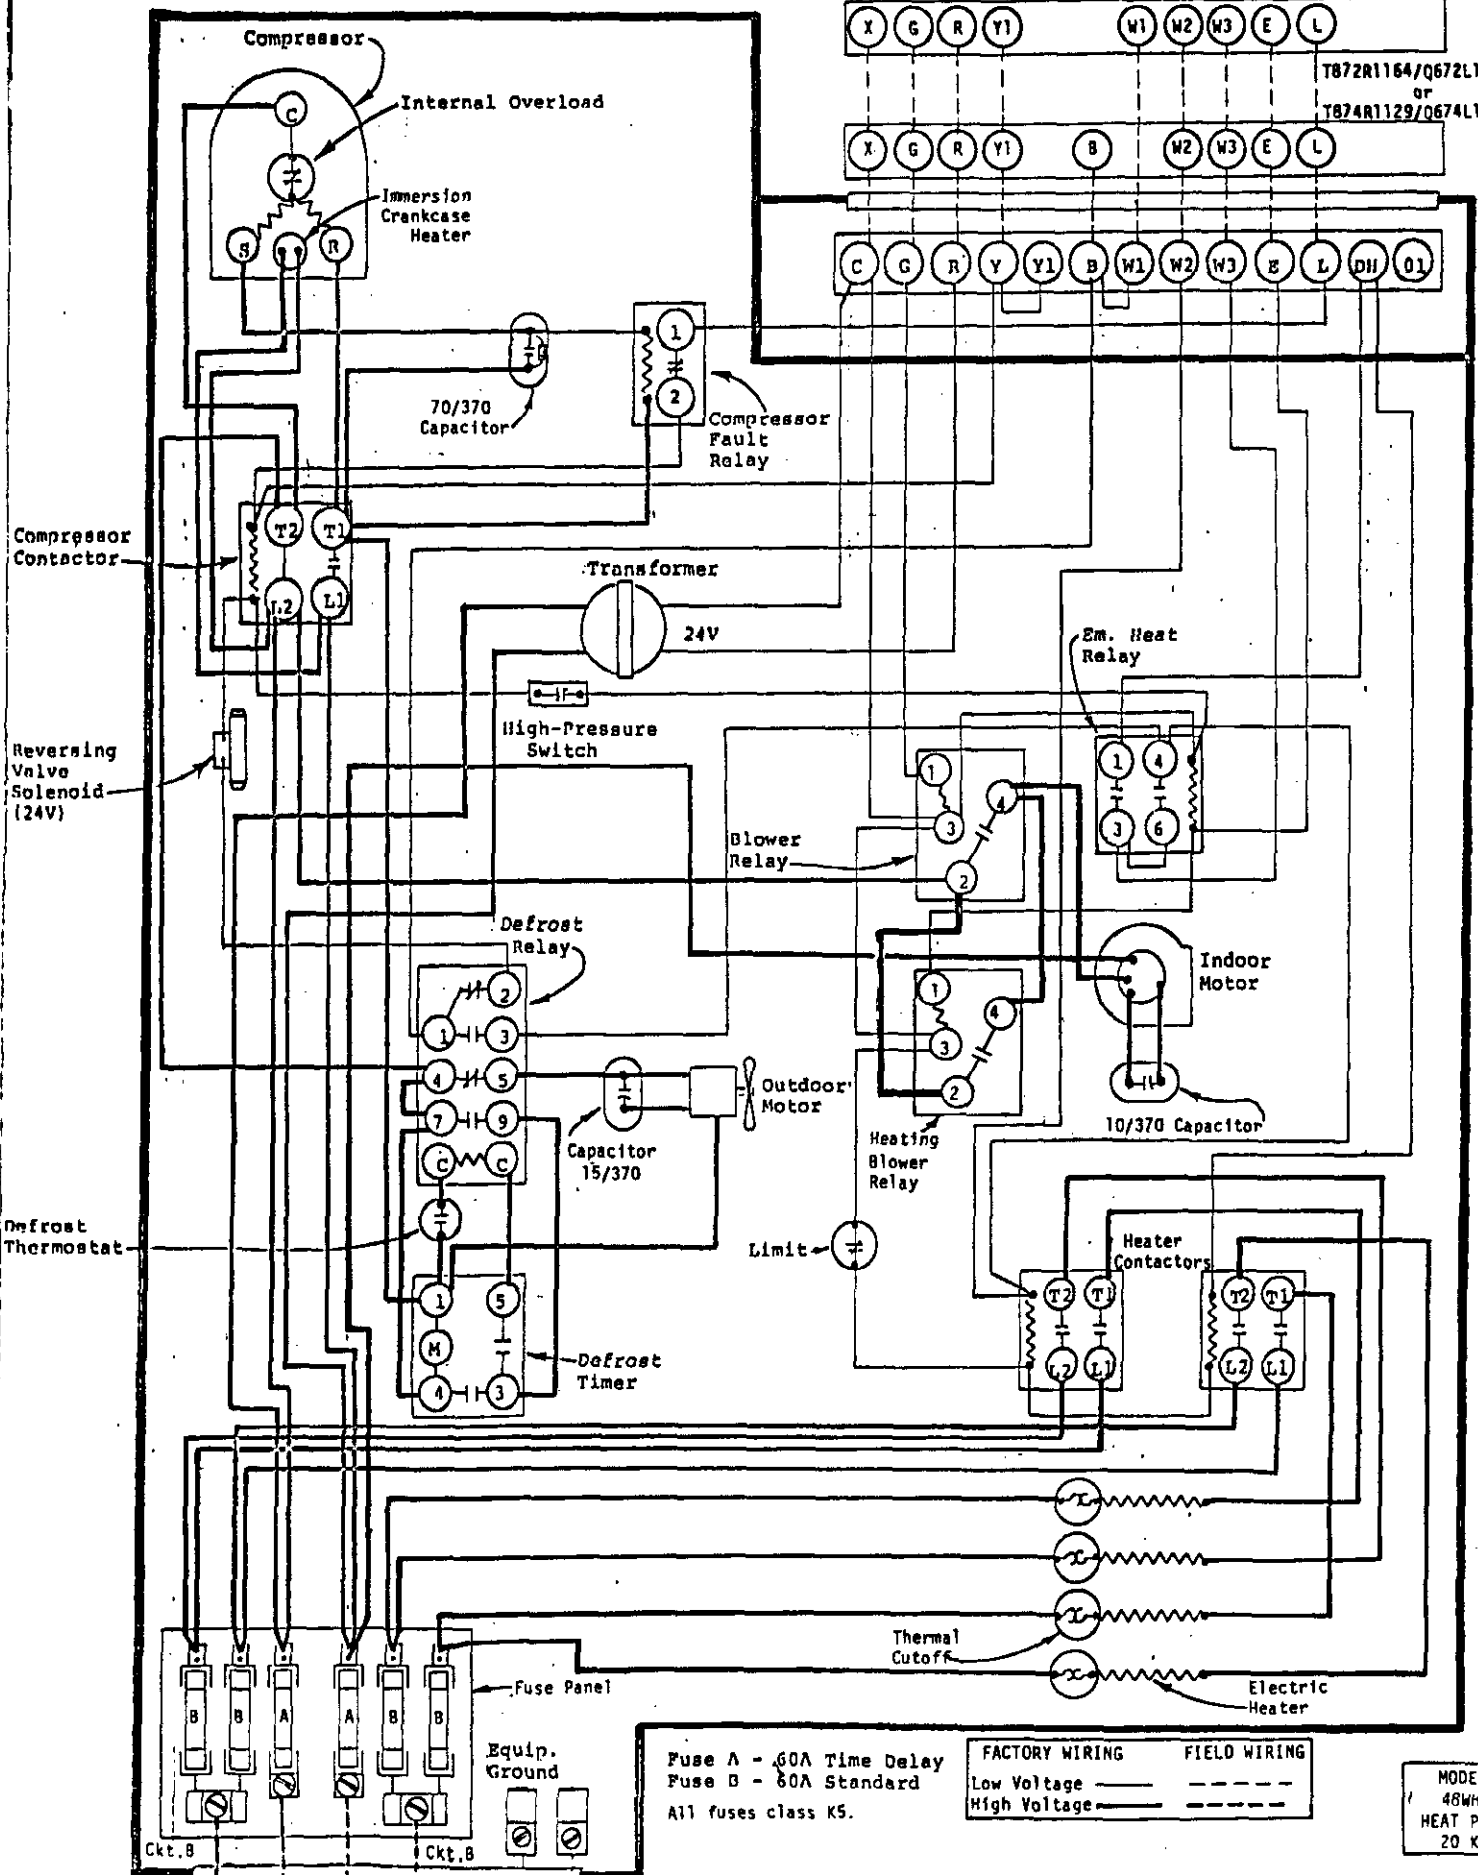 Compressor
Internal Overload
Immersion
Crankcase
Heater
C
S
R
X G R Y1 W1 W2 W3 E L
T872R1164/Q672L1
or
T874R1129/Q674L1
X G R Y1 B W2 W3 E L
C G R Y Y1 B W1 W2 W3 E L DH O1
70/370
Capacitor
1
2
Compressor
Fault
Relay
Compressor
Contactor
T2 T1
L2 L1
Transformer
24V
High-Pressure
Switch
Em. Heat
Relay
1 4
3 6
Reversing
Valve
Solenoid
(24V)
Blower
Relay
1
4
3
2
Defrost
Relay
2
1 3
4 5
7 9
C C
Indoor
Motor
10/370 Capacitor
1
4
3
2
Heating
Blower
Relay
Outdoor
Motor
Capacitor
15/370
Defrost
Thermostat
Limit
Heater
Contactors
T2 T1
L2 L1
T2 T1
L2 L1
1 5
M
4 3
Defrost
Timer
Thermal
Cutoff
Electric
Heater
Fuse Panel
B B A A B B
Equip.
Ground
Ckt.B
Ckt.B
Fuse A - 60A Time Delay
Fuse B - 60A Standard
All fuses class K5.
FACTORY WIRING FIELD WIRING
Low Voltage
High Voltage
MODE
48WH
HEAT P
20 K